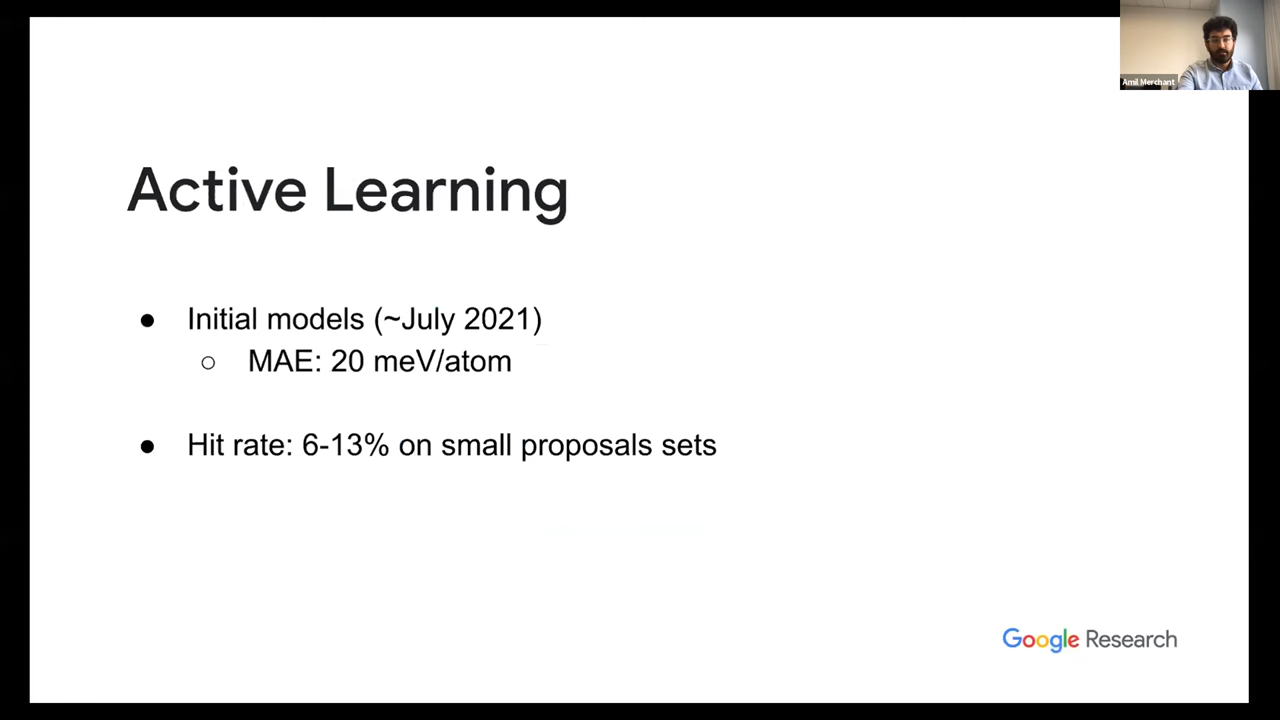 Amil Merchant
Active Learning
● Initial models (~July 2021)
○ MAE: 20 meV/atom
● Hit rate: 6-13% on small proposals sets
Google Research